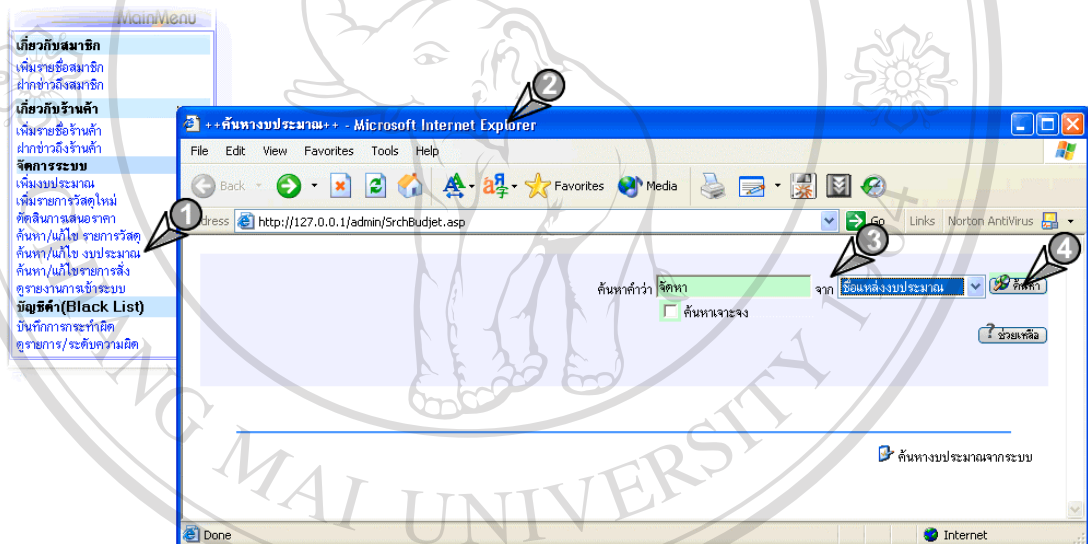 MainMenu
เกี่ยวกับสมาชิก
เพิ่มรายชื่อสมาชิก
ฝากข่าวถึงสมาชิก
เกี่ยวกับร้านค้า
เพิ่มรายชื่อร้านค้า
ฝากข่าวถึงร้านค้า
จัดการระบบ
เพิ่มงบประมาณ
เพิ่มรายการวัสดุใหม่
ตัดสินการเสนอราคา
ค้นหา/แก้ไข รายการวัสดุ
ค้นหา/แก้ไข งบประมาณ
ค้นหา/แก้ไขรายการสั่ง
ดูรายงานการเข้าระบบ
บัญชีดำ(Black List)
บันทึกการกระทำผิด
ดูรายการ/ระดับความผิด
1
2
++ค้นหางบประมาณ++ - Microsoft Internet Explorer
File Edit View Favorites Tools Help
Back Favorites Media
dress http://127.0.0.1/admin/SrchBudjet.asp Go Links Norton AntiVirus
3
4
ค้นหาคำว่า จัดหา จาก ชื่อแหล่งงบประมาณ ค้นหา
ค้นหาเจาะจง
? ช่วยเหลือ
ค้นหางบประมาณจากระบบ
Done Internet
NG MAI UNIVERSITY